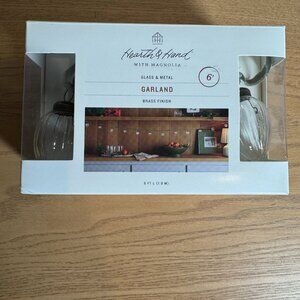 Hearth & Hand
WITH MAGNOLIA
GLASS & METAL
6'
GARLAND
BRASS FINISH